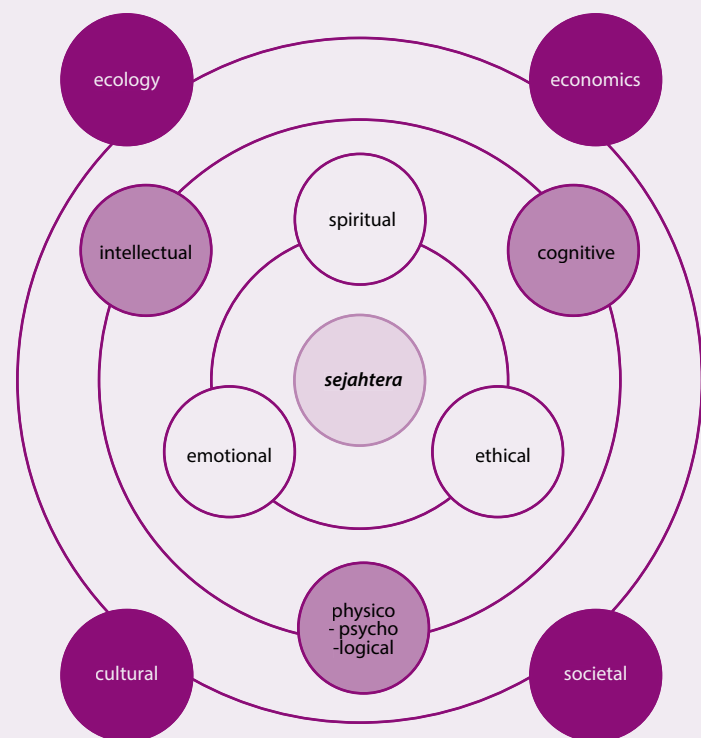 ecology
economics
spiritual
intellectual
cognitive
sejahtera
emotional
ethical
physico
- psycho
-logical
cultural
societal